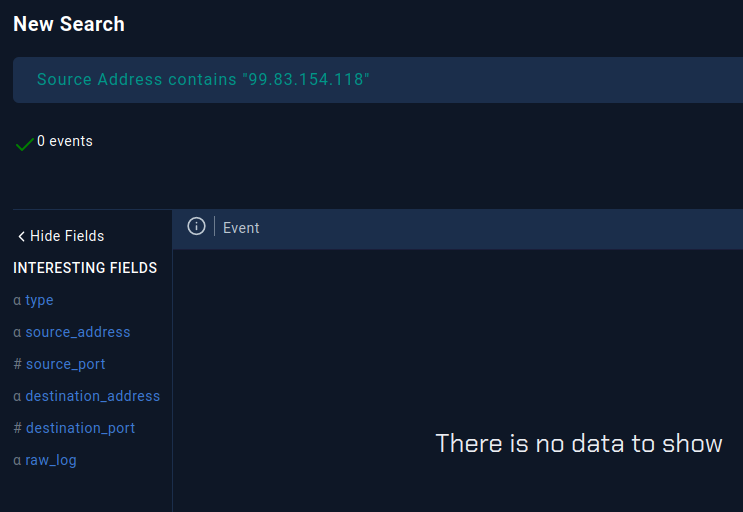 New Search
Source Address contains "99.83.154.118"
0 events
Hide Fields
Event
INTERESTING FIELDS
α type
α source_address
# source_port
α destination_address
# destination_port
α raw_log
There is no data to show